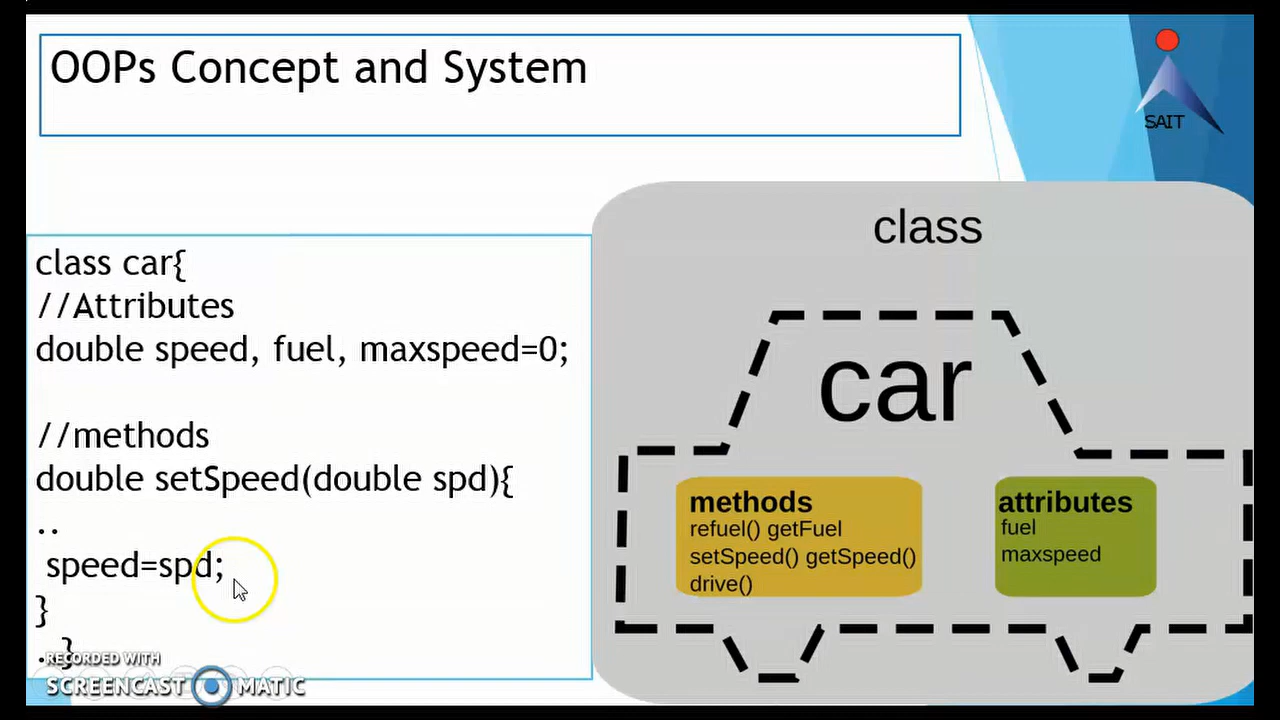 OOPs Concept and System
SAIT
class car{
//Attributes
double speed, fuel, maxspeed=0;
//methods
double setSpeed(double spd){
..
speed=spd;
}
. }
class
car
methods
refuel() getFuel
setSpeed() getSpeed()
drive()
attributes
fuel
maxspeed
RECORDED WITH
SCREENCAST MATIC